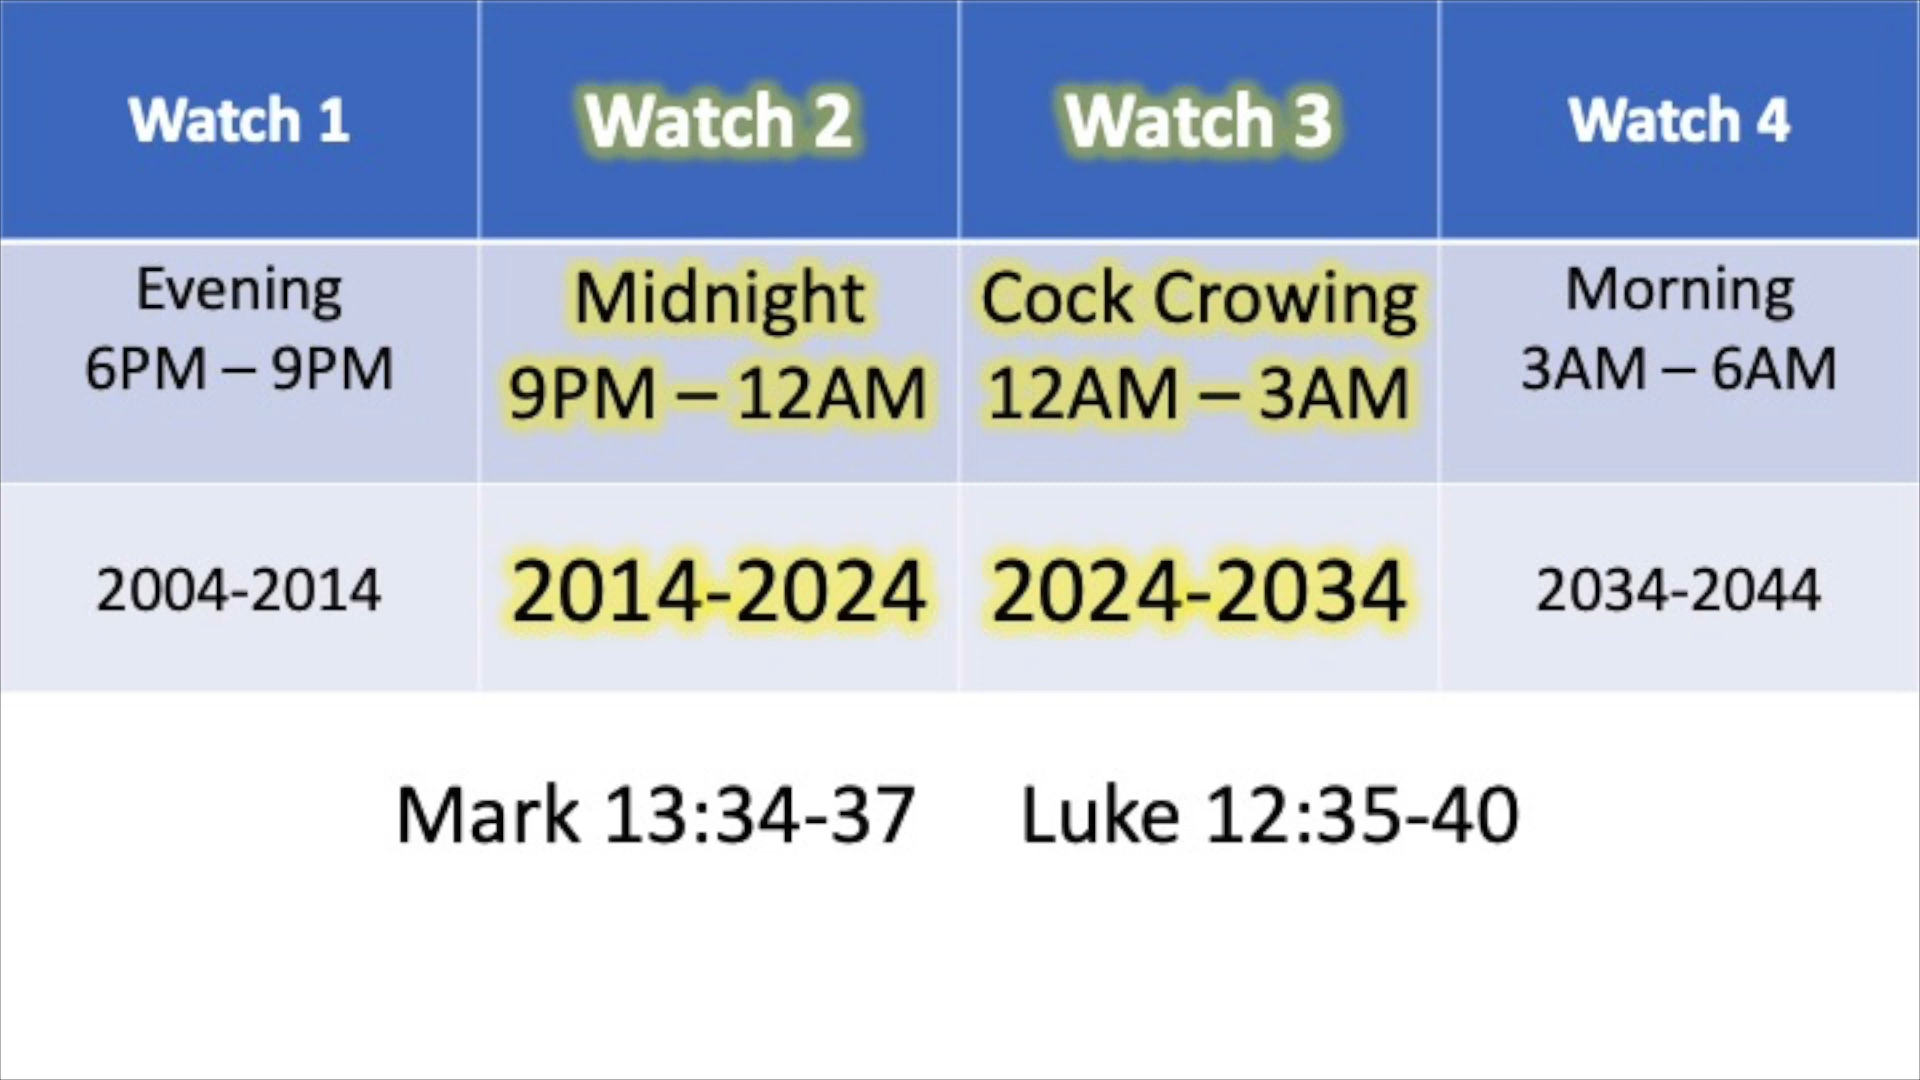 Watch 1
Watch 2
Watch 3
Watch 4
Evening
6PM – 9PM
Midnight
9PM – 12AM
Cock Crowing
12AM – 3AM
Morning
3AM – 6AM
2004-2014
2014-2024
2024-2034
2034-2044
Mark 13:34-37
Luke 12:35-40